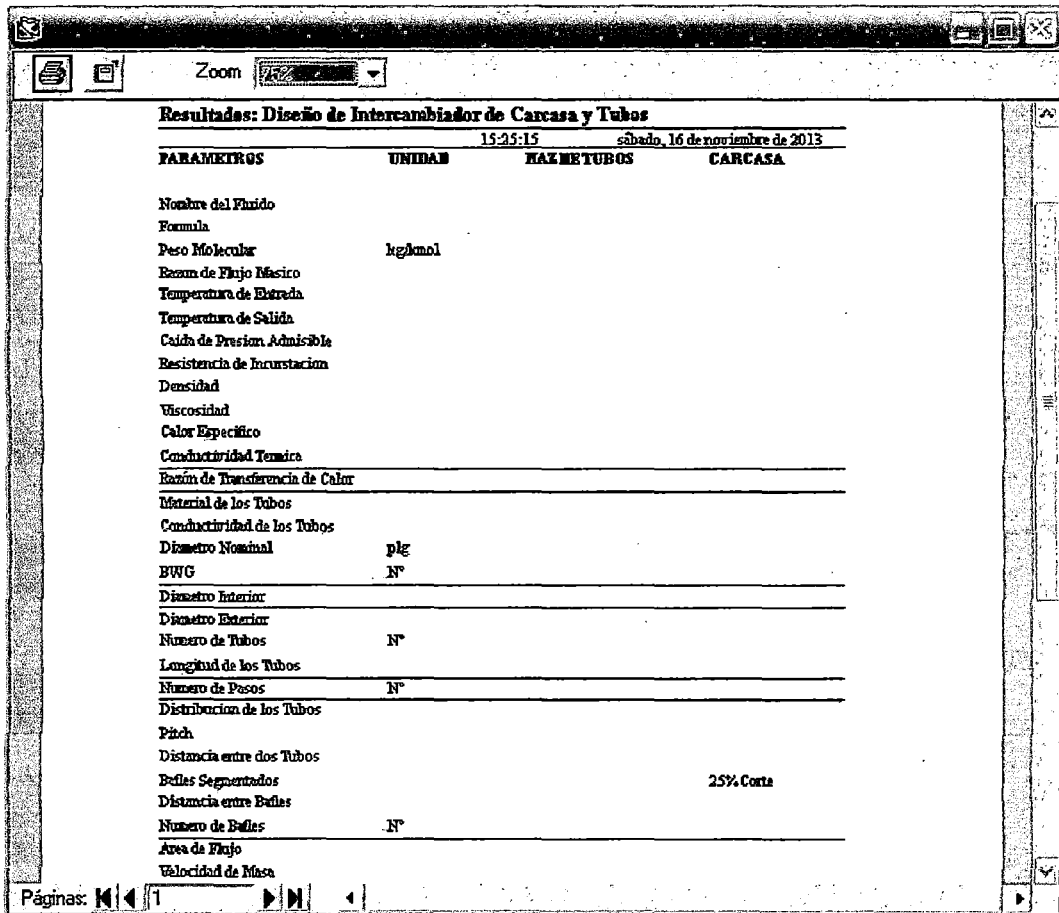 Zoom 75%
Resultados: Diseño de Intercambiador de Carcasa y Tubos
15:25:15 sábado, 16 de noviembre de 2013
PARAMETROS UNIDAD HAZ DE TUBOS CARCASA
Nombre del Fluido
Formula
Peso Molecular kg/kmol
Razon de Flujo Masico
Temperatura de Entrada
Temperatura de Salida
Caida de Presion Admisible
Resistencia de Incrustacion
Densidad
Viscosidad
Calor Especifico
Conductividad Termica
Razón de Transferencia de Calor
Material de los Tubos
Conductividad de los Tubos
Diametro Nominal plg
BWG N°
Diametro Interior
Diametro Exterior
Numero de Tubos N°
Longitud de los Tubos
Numero de Pasos N°
Distribucion de los Tubos
Pitch
Distancia entre dos Tubos
Bafles Segmentados 25% Corte
Distancia entre Bafles
Numero de Bafles N°
Area de Flujo
Velocidad de Masa
Páginas: 1